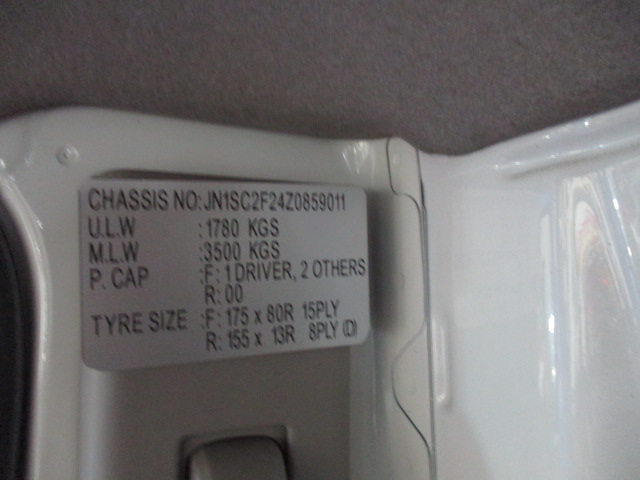 CHASSIS NO:JN1SC2F24Z0859011
U.L.W :1780 KGS
M.L.W :3500 KGS
P. CAP :F: 1 DRIVER, 2 OTHERS
R: 00
TYRE SIZE :F: 175 x 80R 15PLY
R: 155 x 13R 8PLY (D)